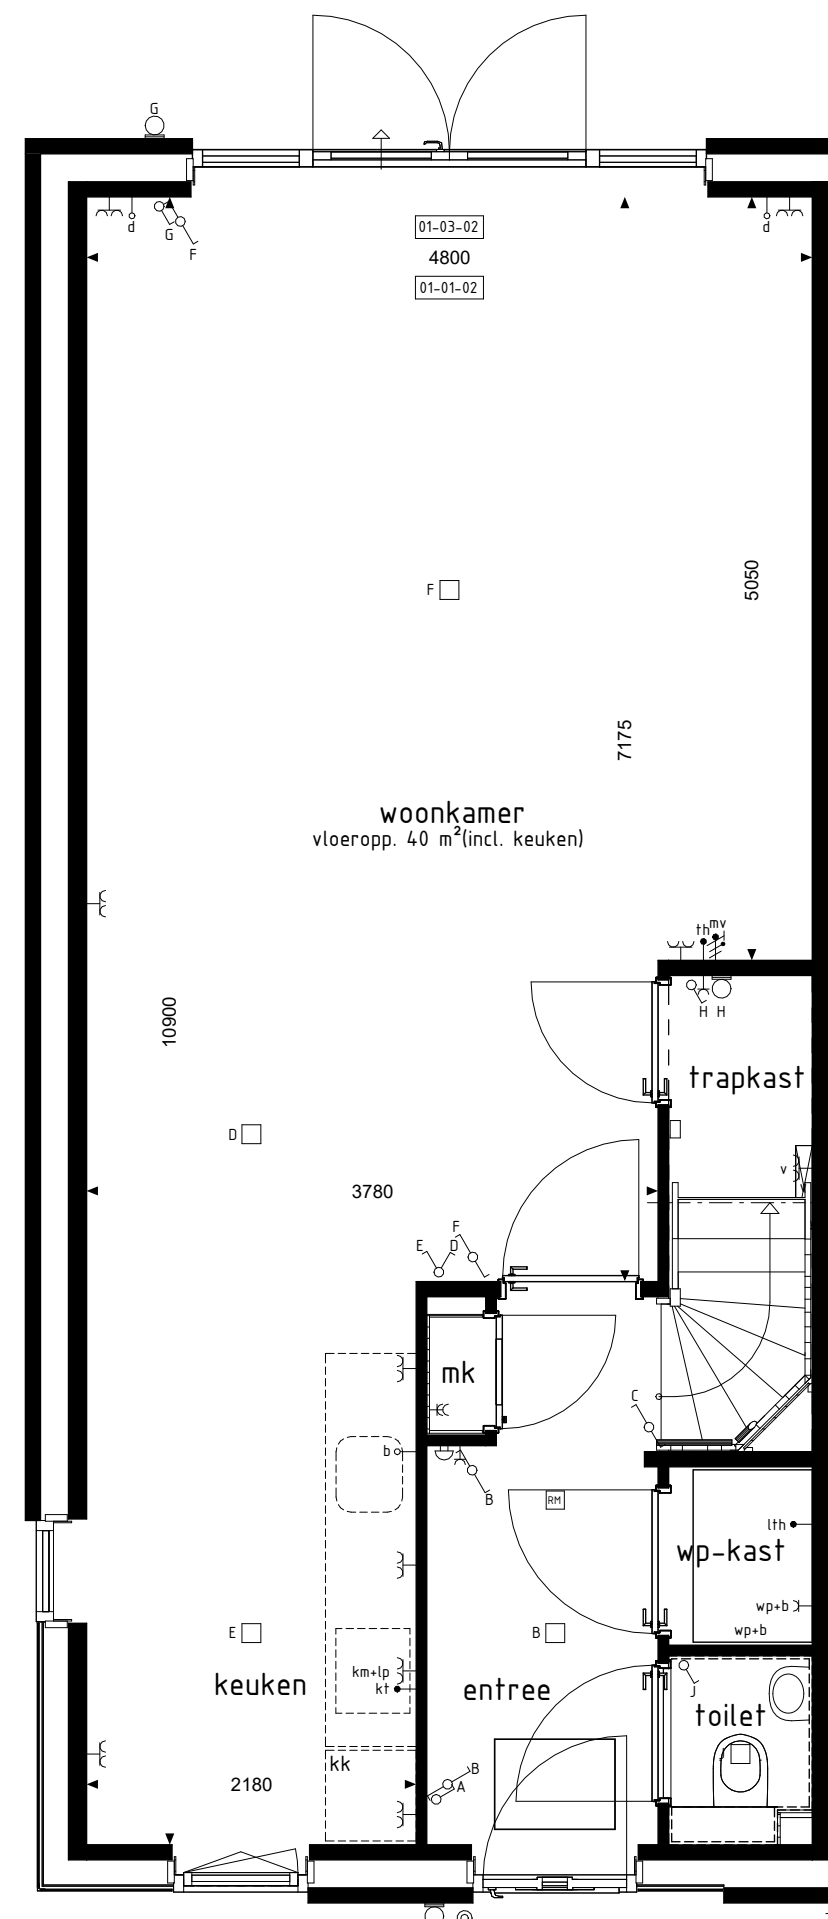 G
d
G
F
d
01-03-02
4800
01-01-02
F
5050
7175
woonkamer
vloeropp. 40 m²(incl. keuken)
th
mv
H
H
10900
trapkast
D
v
3780
E
D
F
mk
C
b
B
RM
lth
wp-kast
wp+b
wp+b
E
B
km+lp
kt
keuken
entree
J
toilet
J
kk
B
A
2180